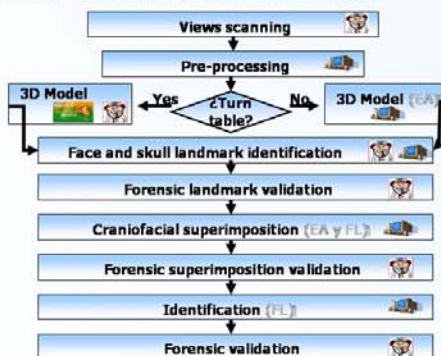 Views scanning
Pre-processing
3D Model
Yes
¿Turn table?
No
3D Model (EA)
Face and skull landmark identification
Forensic landmark validation
Craniofacial superimposition (EA y FL)
Forensic superimposition validation
Identification (FL)
Forensic validation